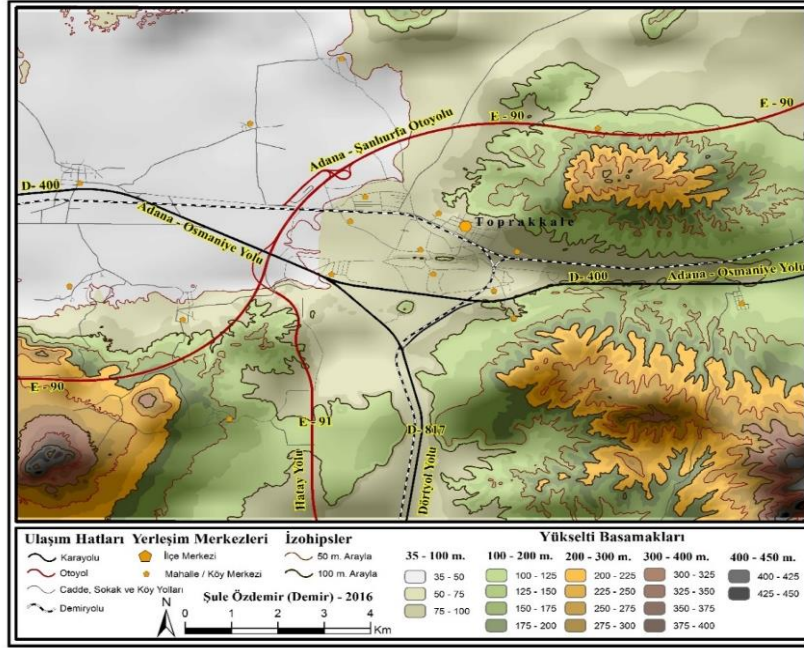 E - 90
E - 90
Adana - Şanlıurfa Otoyolu
D- 400
Adana - Osmaniye Yolu
Toprakkale
D- 400
Adana - Osmaniye Yolu
E - 90
E - 91
Hatay Yolu
D- 817
Dörtyol Yolu
Ulaşım Hatları
Karayolu
Otoyol
Cadde, Sokak ve Köy Yolları
Demiryolu
Yerleşim Merkezleri
İlçe Merkezi
Mahalle / Köy Merkezi
İzohipsler
50 m. Arayla
100 m. Arayla
Şule Özdemir (Demir) - 2016
N
0 1 2 3 4
Km
Yükselti Basamakları
35 - 100 m.
35 - 50
50 - 75
75 - 100
100 - 200 m.
100 - 125
125 - 150
150 - 175
175 - 200
200 - 300 m.
200 - 225
225 - 250
250 - 275
275 - 300
300 - 400 m.
300 - 325
325 - 350
350 - 375
375 - 400
400 - 450 m.
400 - 425
425 - 450